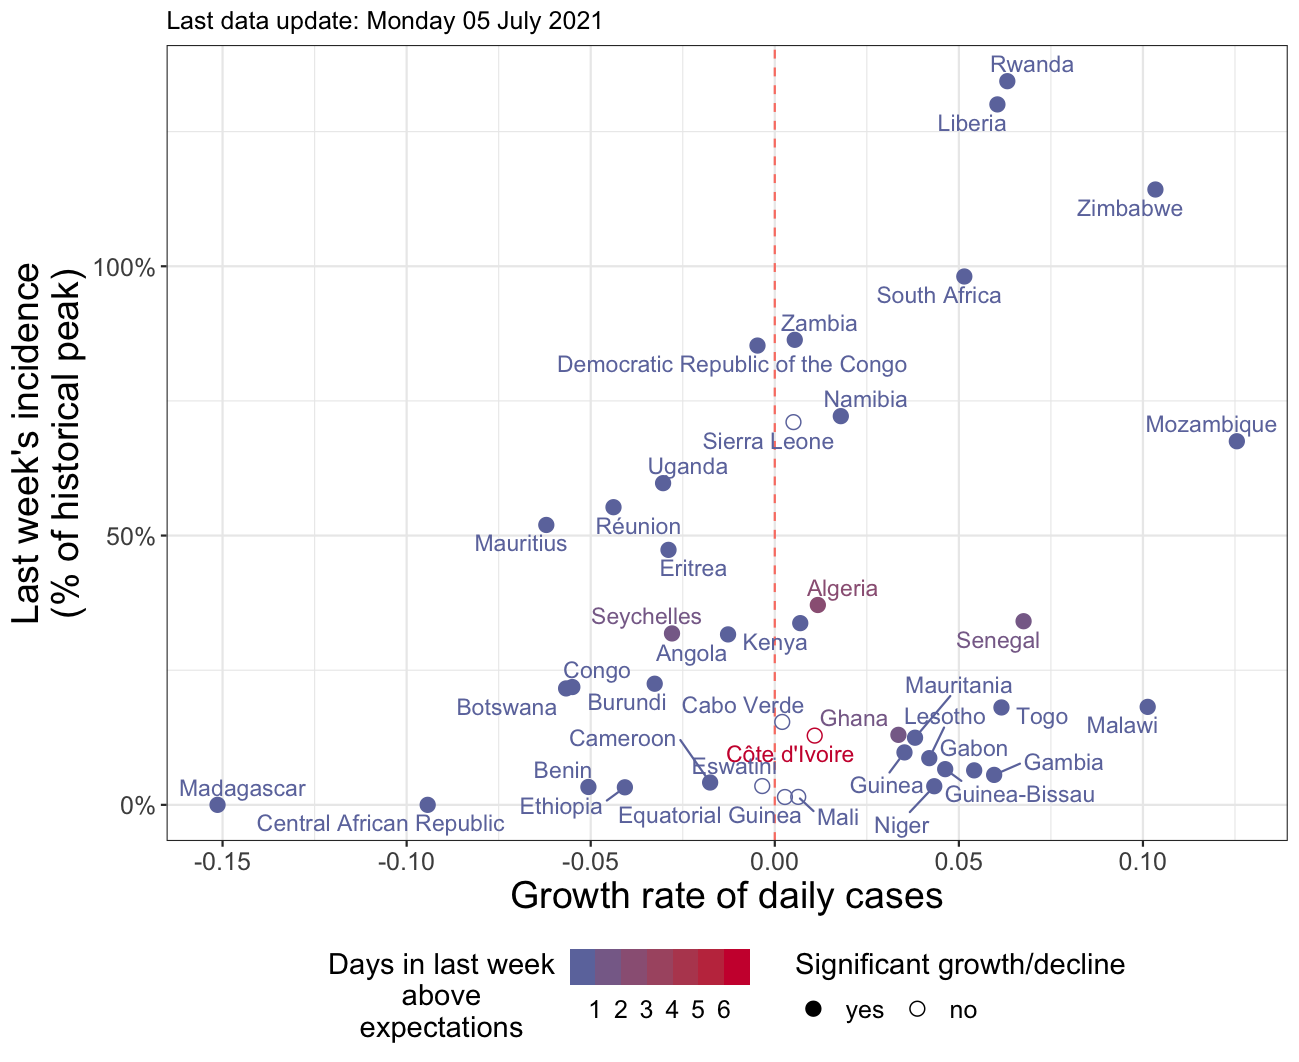 Last data update: Monday 05 July 2021
Last week's incidence
(% of historical peak)
100%
50%
0%
Rwanda
Liberia
Zimbabwe
South Africa
Zambia
Democratic Republic of the Congo
Namibia
Mozambique
Sierra Leone
Uganda
Réunion
Mauritius
Eritrea
Algeria
Seychelles
Kenya
Senegal
Angola
Congo
Mauritania
Botswana
Burundi
Cabo Verde
Ghana
Lesotho
Togo
Malawi
Cameroon
Côte d'Ivoire
Gabon
Eswatini
Gambia
Benin
Madagascar
Guinea
Guinea-Bissau
Ethiopia
Equatorial Guinea
Mali
Central African Republic
Niger
-0.15 -0.10 -0.05 0.00 0.05 0.10
Growth rate of daily cases
Days in last week
above
expectations
1 2 3 4 5 6
Significant growth/decline
yes no